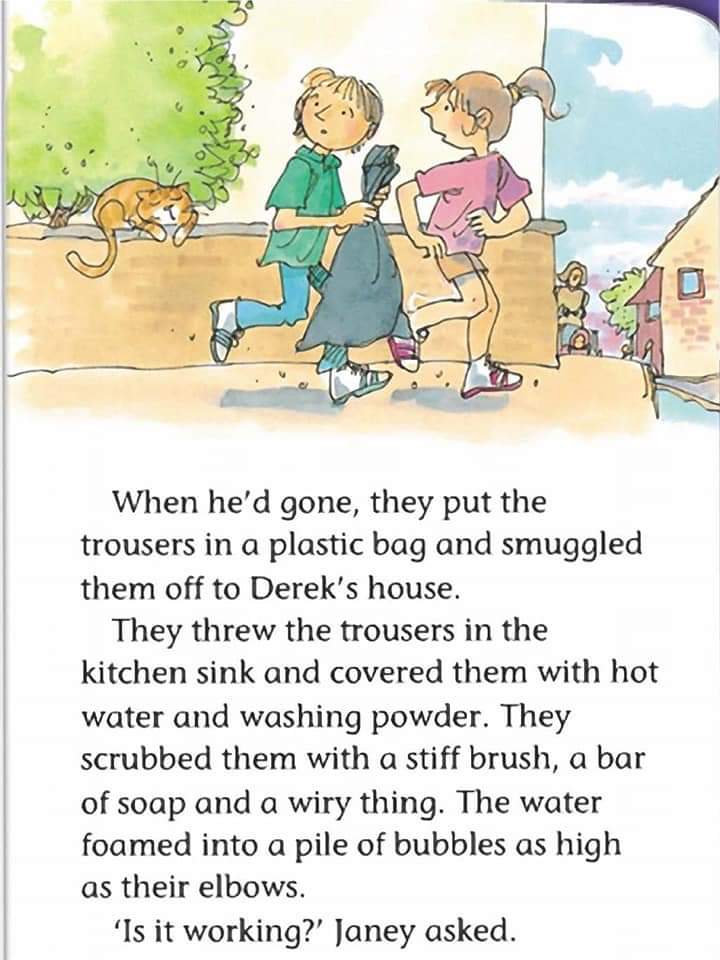 When he'd gone, they put the
trousers in a plastic bag and smuggled
them off to Derek's house.
They threw the trousers in the
kitchen sink and covered them with hot
water and washing powder. They
scrubbed them with a stiff brush, a bar
of soap and a wiry thing. The water
foamed into a pile of bubbles as high
as their elbows.
‘Is it working?’ Janey asked.